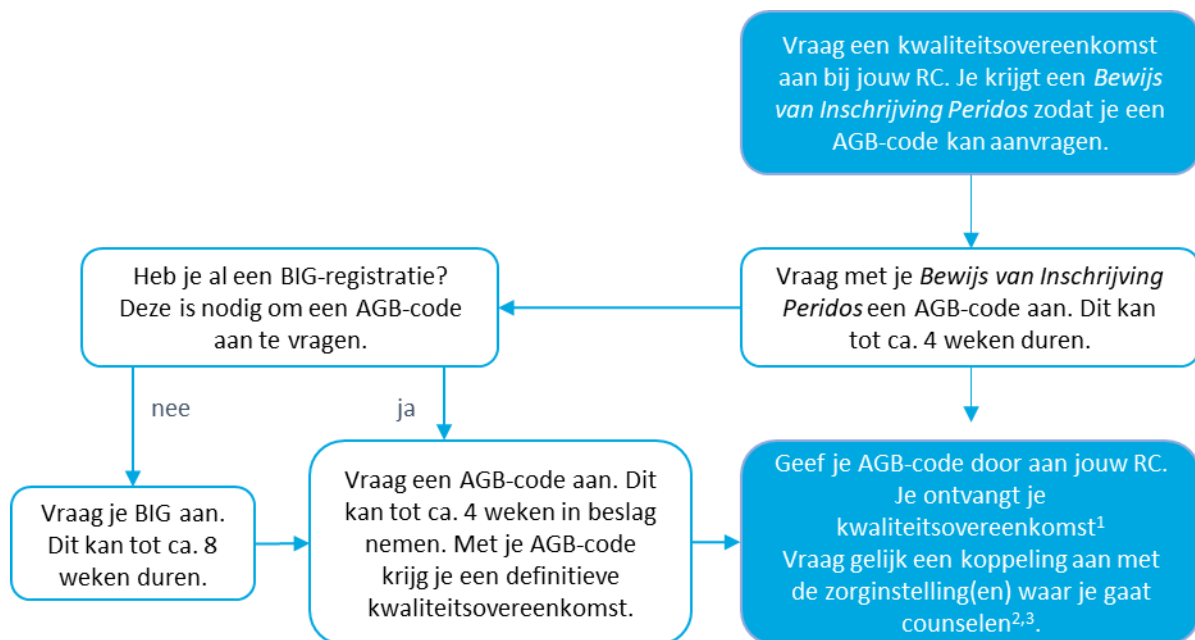 Vraag een kwaliteitsovereenkomst
aan bij jouw RC. Je krijgt een Bewijs
van Inschrijving Peridos zodat je een
AGB-code kan aanvragen.
Vraag met je Bewijs van Inschrijving
Peridos een AGB-code aan. Dit kan
tot ca. 4 weken duren.
Heb je al een BIG-registratie?
Deze is nodig om een AGB-code
aan te vragen.
nee
ja
Vraag je BIG aan.
Dit kan tot ca. 8
weken duren.
Vraag een AGB-code aan. Dit
kan tot ca. 4 weken in beslag
nemen. Met je AGB-code
krijg je een definitieve
kwaliteitsovereenkomst.
Geef je AGB-code door aan jouw RC.
Je ontvangt je
kwaliteitsovereenkomst¹
Vraag gelijk een koppeling aan met
de zorginstelling(en) waar je gaat
counselen²,³.